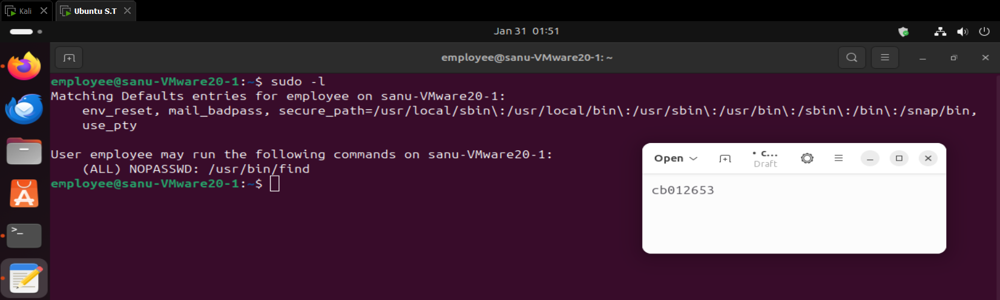 Kali
Ubuntu S.T
Jan 31 01:51
employee@sanu-VMware20-1: ~
employee@sanu-VMware20-1:~$ sudo -l
Matching Defaults entries for employee on sanu-VMware20-1:
env_reset, mail_badpass, secure_path=/usr/local/sbin\:/usr/local/bin\:/usr/sbin\:/usr/bin\:/sbin\:/bin\:/snap/bin,
use_pty
User employee may run the following commands on sanu-VMware20-1:
(ALL) NOPASSWD: /usr/bin/find
employee@sanu-VMware20-1:~$
Open
• c...
Draft
cb012653